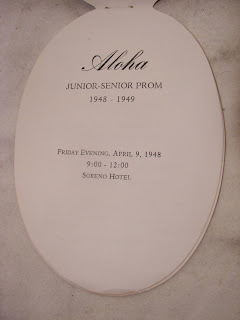 Aloha
JUNIOR-SENIOR PROM
1948 - 1949
FRIDAY EVENING, APRIL 9, 1948
9:00 - 12:00
SORENO HOTEL